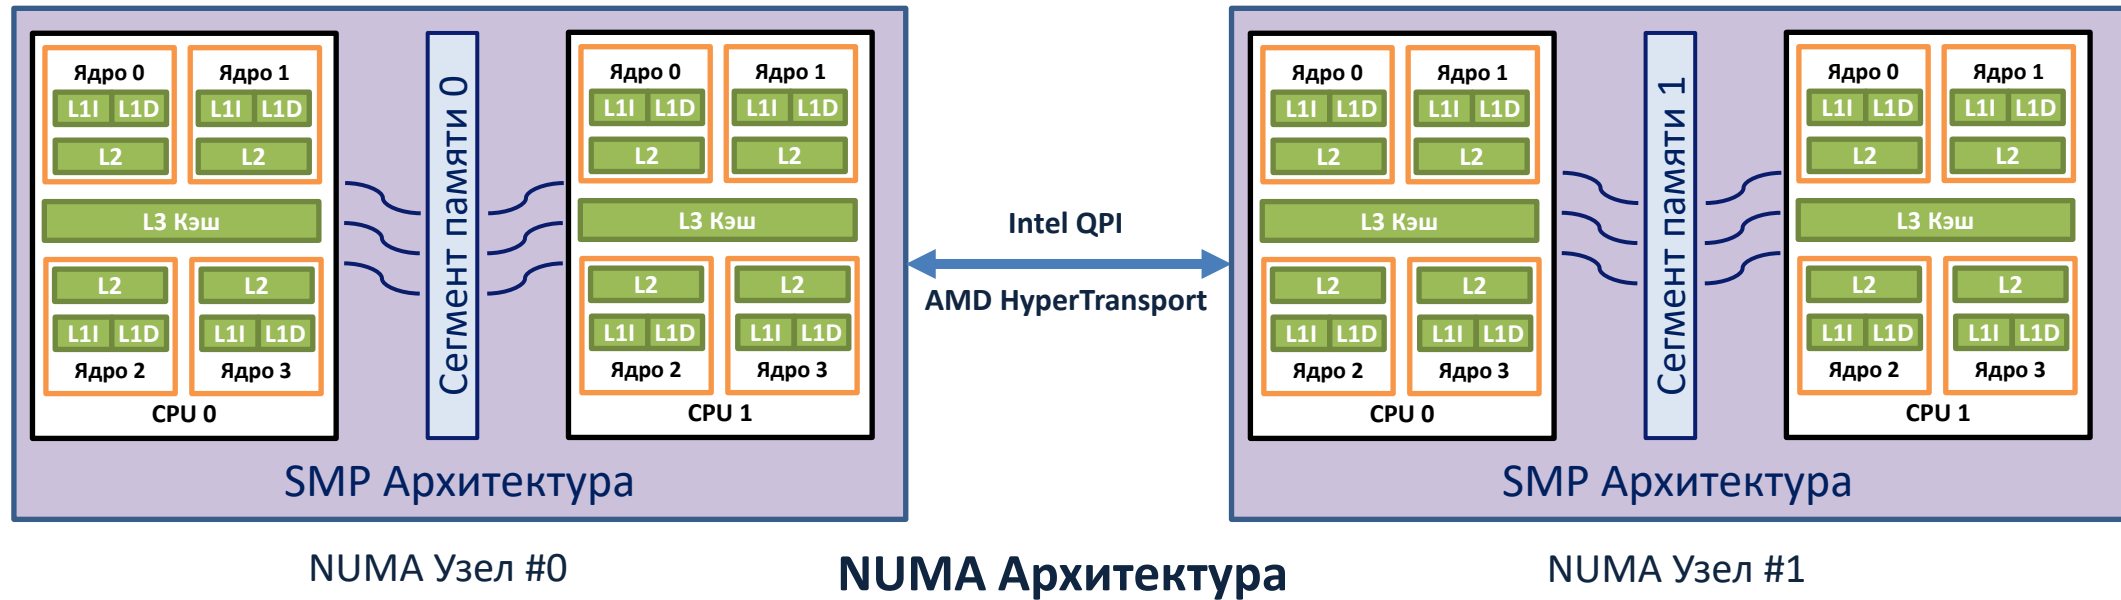 Ядро 0
L1I L1D
L2
Ядро 1
L1I L1D
L2
L3 Кэш
L2
L1I L1D
Ядро 2
L2
L1I L1D
Ядро 3
CPU 0
Сегмент памяти 0
Ядро 0
L1I L1D
L2
Ядро 1
L1I L1D
L2
L3 Кэш
L2
L1I L1D
Ядро 2
L2
L1I L1D
Ядро 3
CPU 1
SMP Архитектура
NUMA Узел #0
Intel QPI
AMD HyperTransport
Ядро 0
L1I L1D
L2
Ядро 1
L1I L1D
L2
L3 Кэш
L2
L1I L1D
Ядро 2
L2
L1I L1D
Ядро 3
CPU 0
Сегмент памяти 1
Ядро 0
L1I L1D
L2
Ядро 1
L1I L1D
L2
L3 Кэш
L2
L1I L1D
Ядро 2
L2
L1I L1D
Ядро 3
CPU 1
SMP Архитектура
NUMA Узел #1
NUMA Архитектура